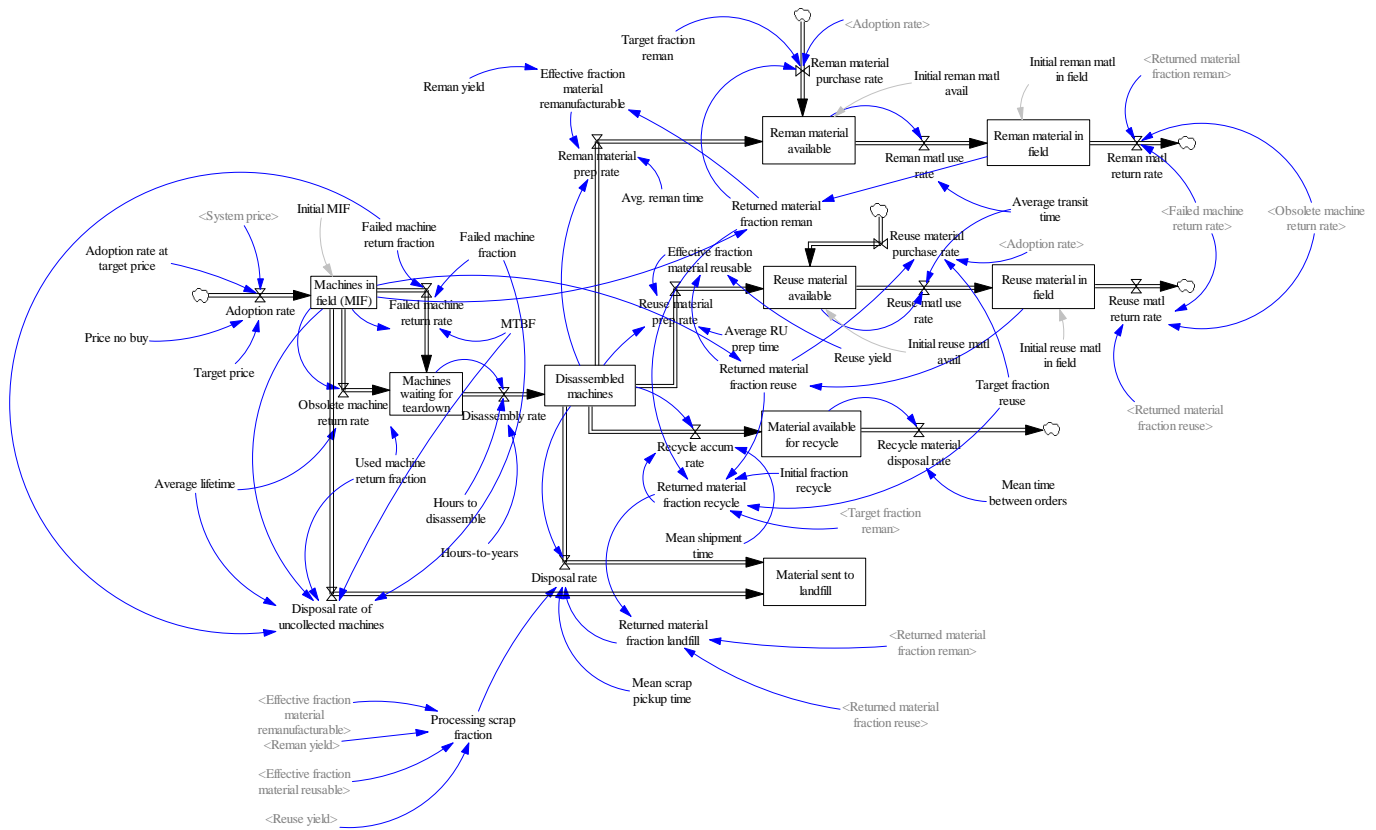 <Adoption rate>
Target fraction
reman
Reman material
purchase rate
Initial reman matl
avail
Initial reman matl
in field
<Returned material
fraction reman>
Reman yield
Effective fraction
material
remanufacturable
Reman material
available
Reman material in
field
Reman material
prep rate
Reman matl use
rate
Reman matl
return rate
Avg. reman time
Returned material
fraction reman
Average transit
time
<Failed machine
return rate>
<Obsolete machine
return rate>
<System price>
Initial MIF
Failed machine
return fraction
Failed machine
fraction
Reuse material
purchase rate
<Adoption rate>
Adoption rate at
target price
Effective fraction
material reusable
Machines in
field (MIF)
Reuse material
available
Reuse material in
field
Adoption rate
Failed machine
return rate
Reuse material
prep rate
Reuse matl use
rate
Reuse matl
return rate
MTBF
Average RU
prep time
Price no buy
Reuse yield
Initial reuse matl
avail
Initial reuse matl
in field
Target price
Machines
waiting for
teardown
Disassembled
machines
Returned material
fraction reuse
Target fraction
reuse
Obsolete machine
return rate
Disassembly rate
Material available
for recycle
<Returned material
fraction reuse>
Recycle accum
rate
Recycle material
disposal rate
Average lifetime
Used machine
return fraction
Returned material
fraction recycle
Initial fraction
recycle
Mean time
between orders
Hours to
disassemble
<Target fraction
reman>
Hours-to-years
Mean shipment
time
Disposal rate
Material sent to
landfill
Disposal rate of
uncollected machines
Returned material
fraction landfill
<Returned material
fraction reman>
Mean scrap
pickup time
<Returned material
fraction reuse>
<Effective fraction
material
remanufacturable>
<Reman yield>
Processing scrap
fraction
<Effective fraction
material reusable>
<Reuse yield>